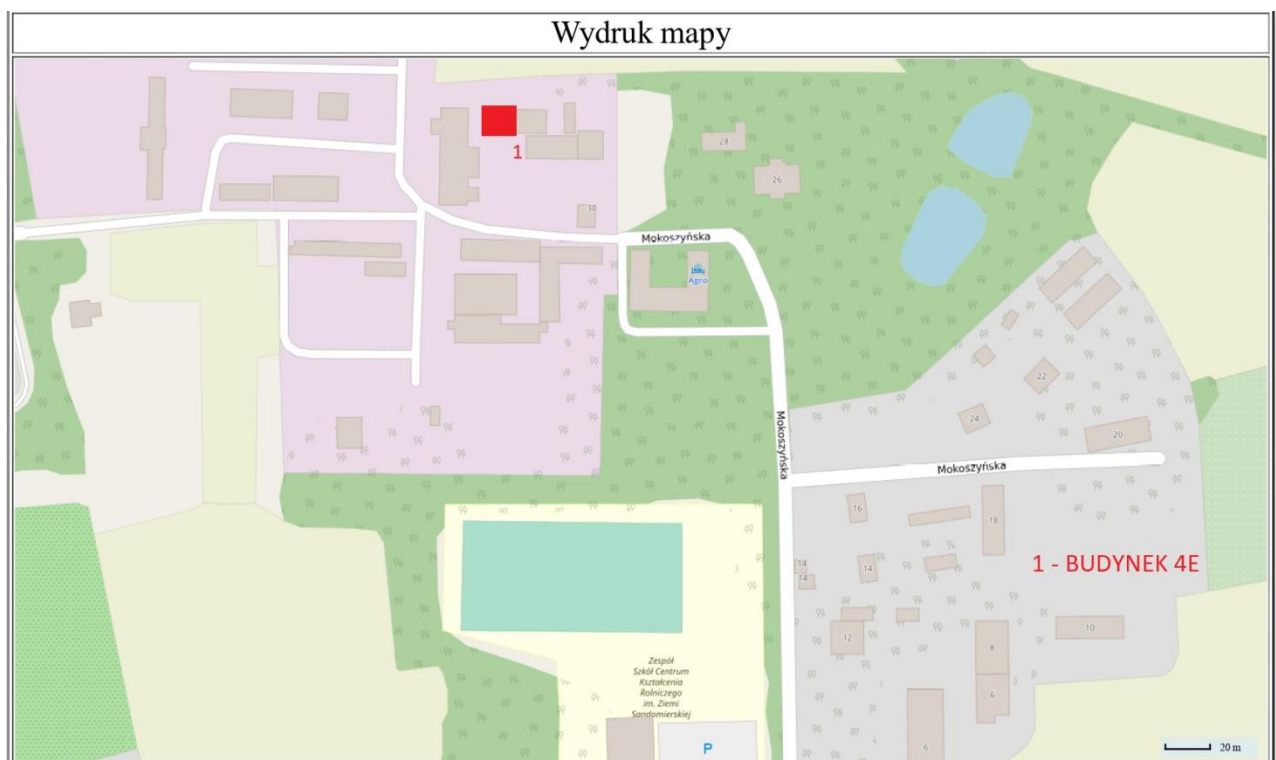 Wydruk mapy
1
28
26
30
Mokoszyńska
Agro
22
24
20
Mokoszyńska
Mokoszyńska
16
18
1 - BUDYNEK 4E
14
14
14
12
10
8
Zespół
Szkół Centrum
Kształcenia
Rolniczego
im. Ziemi
Sandomierskiej
6
6
P
20 m